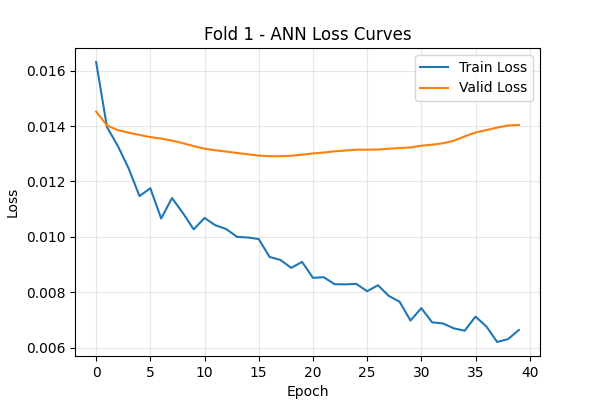 Fold 1 - ANN Loss Curves
Train Loss
Valid Loss
Loss
0.016
0.014
0.012
0.010
0.008
0.006
0 5 10 15 20 25 30 35 40
Epoch